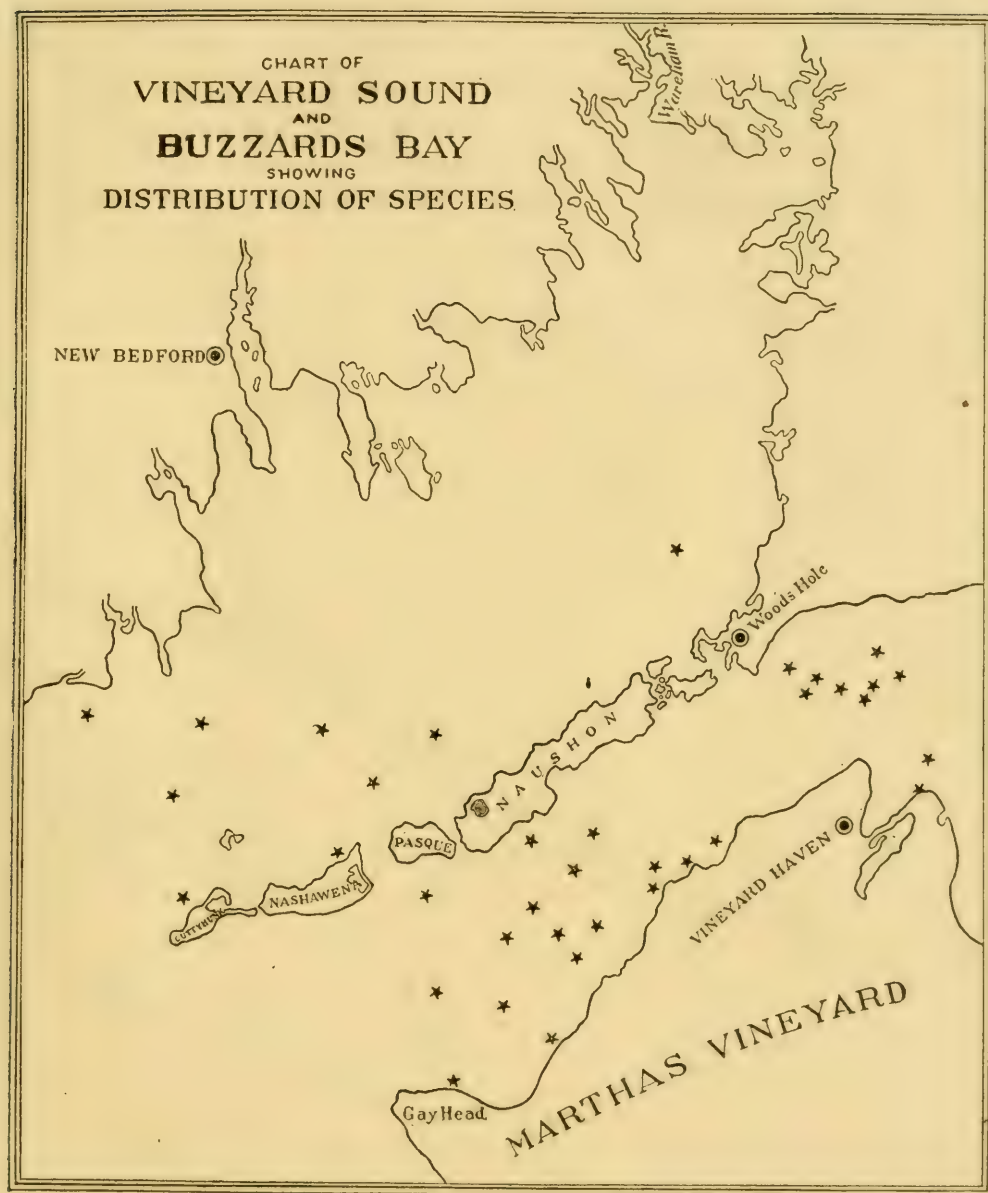 CHART OF
VINEYARD SOUND
AND
BUZZARDS BAY
SHOWING
DISTRIBUTION OF SPECIES
Wareham R.
NEW BEDFORD
Woods Hole
NAUSHON
PASQUE
NASHAWENA
CUTTYHUNK
VINEYARD HAVEN
MARTHAS VINEYARD
Gay Head